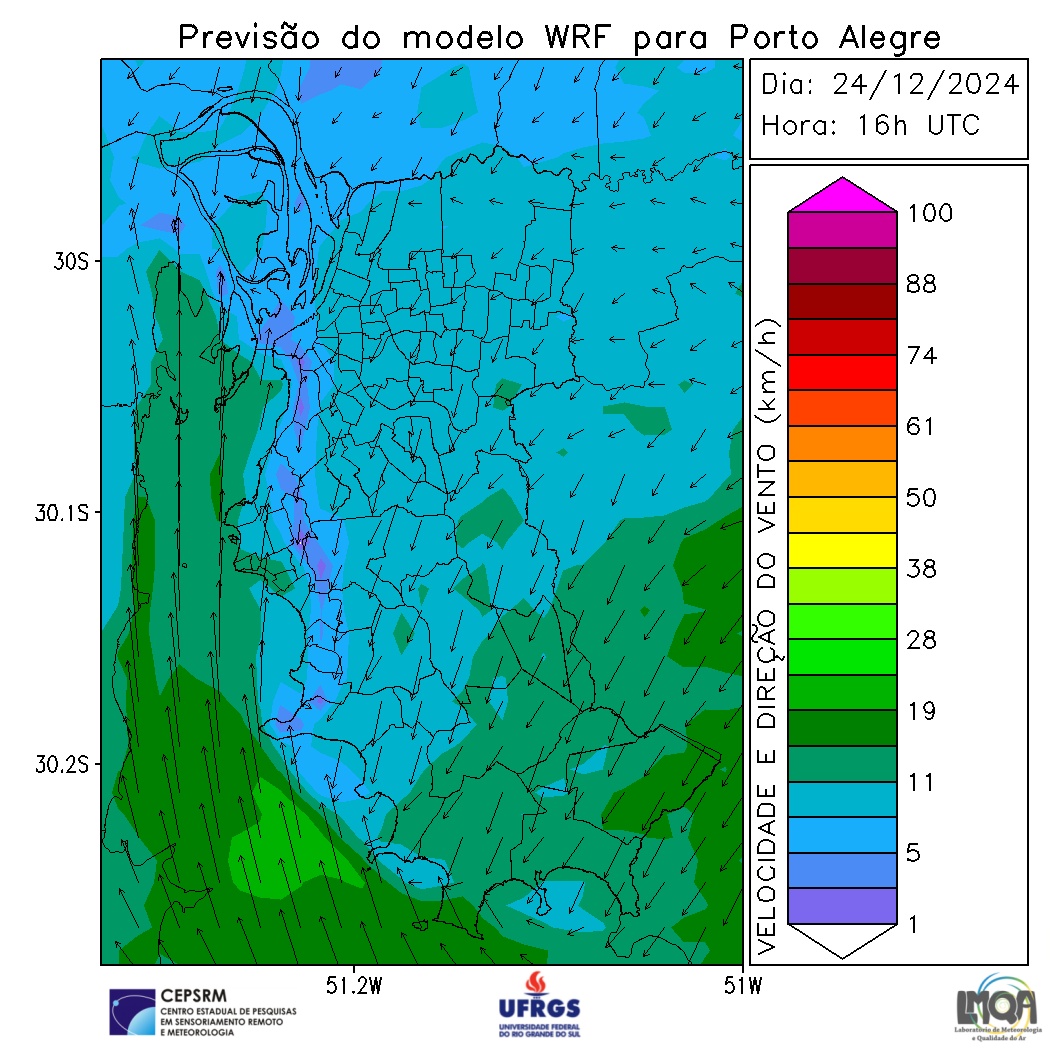 Previsão do modelo WRF para Porto Alegre
Dia: 24/12/2024
Hora: 16h UTC
30S
30.1S
30.2S
51.2W
51W
VELOCIDADE E DIREÇÃO DO VENTO (km/h)
100
88
74
61
50
38
28
19
11
5
1
CEPSRM
CENTRO ESTADUAL DE PESQUISAS
EM SENSORIAMENTO REMOTO
E METEOROLOGIA
UFRGS
UNIVERSIDADE FEDERAL
DO RIO GRANDE DO SUL
LMQA
Laboratório de Meteorologia
e Qualidade do Ar